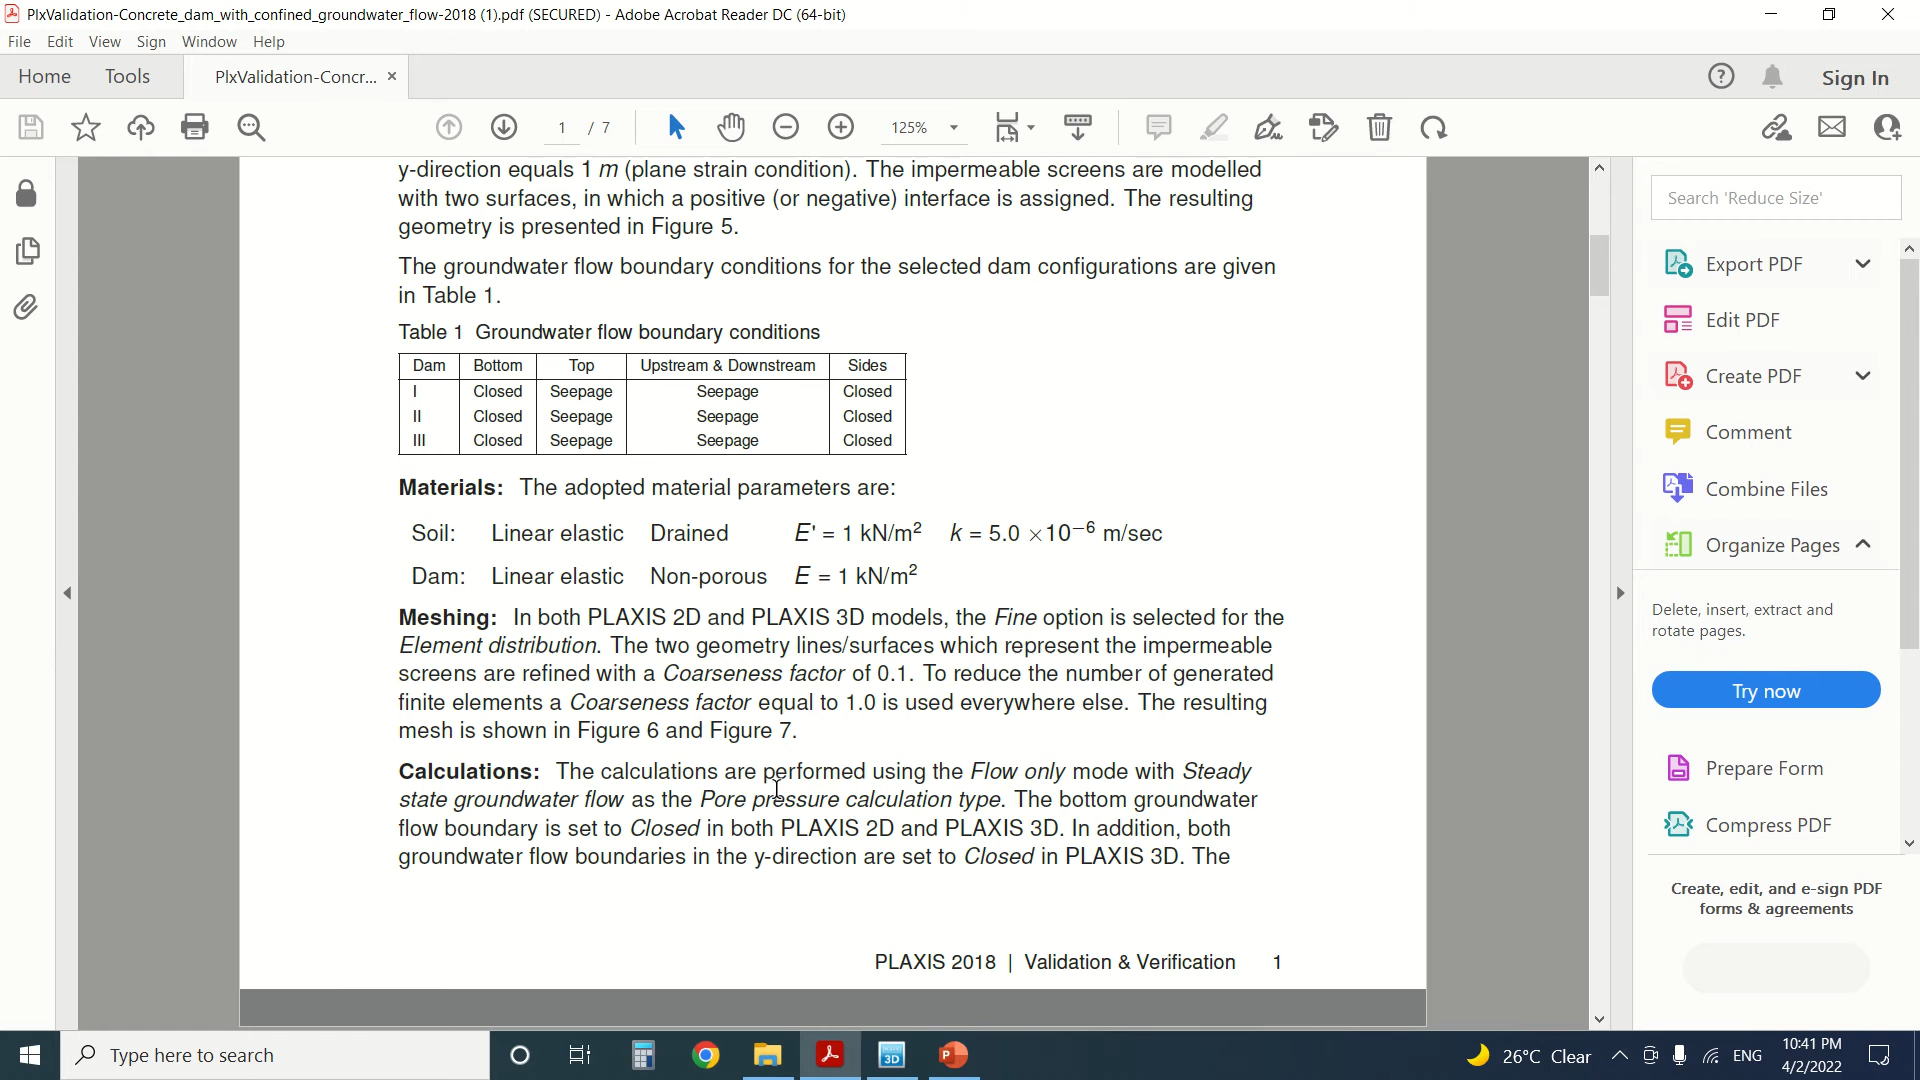 PlxValidation-Concrete_dam_with_confined_groundwater_flow-2018 (1).pdf (SECURED) - Adobe Acrobat Reader DC (64-bit)
File Edit View Sign Window Help
Home Tools PlxValidation-Concr... × Sign In
1 / 7 125%
y-direction equals 1 m (plane strain condition). The impermeable screens are modelled
with two surfaces, in which a positive (or negative) interface is assigned. The resulting
geometry is presented in Figure 5.
The groundwater flow boundary conditions for the selected dam configurations are given
in Table 1.
Table 1 Groundwater flow boundary conditions
Dam Bottom Top Upstream & Downstream Sides
I Closed Seepage Seepage Closed
II Closed Seepage Seepage Closed
III Closed Seepage Seepage Closed
Materials: The adopted material parameters are:
Soil: Linear elastic Drained E' = 1 kN/m² k = 5.0 ×10⁻⁶ m/sec
Dam: Linear elastic Non-porous E = 1 kN/m²
Meshing: In both PLAXIS 2D and PLAXIS 3D models, the Fine option is selected for the
Element distribution. The two geometry lines/surfaces which represent the impermeable
screens are refined with a Coarseness factor of 0.1. To reduce the number of generated
finite elements a Coarseness factor equal to 1.0 is used everywhere else. The resulting
mesh is shown in Figure 6 and Figure 7.
Calculations: The calculations are performed using the Flow only mode with Steady
state groundwater flow as the Pore pressure calculation type. The bottom groundwater
flow boundary is set to Closed in both PLAXIS 2D and PLAXIS 3D. In addition, both
groundwater flow boundaries in the y-direction are set to Closed in PLAXIS 3D. The
PLAXIS 2018 | Validation & Verification 1
Search 'Reduce Size'
Export PDF
Edit PDF
Create PDF
Comment
Combine Files
Organize Pages
Delete, insert, extract and
rotate pages.
Try now
Prepare Form
Compress PDF
Create, edit, and e-sign PDF
forms & agreements
Type here to search
3D
P
26°C Clear
ENG
10:41 PM
4/2/2022